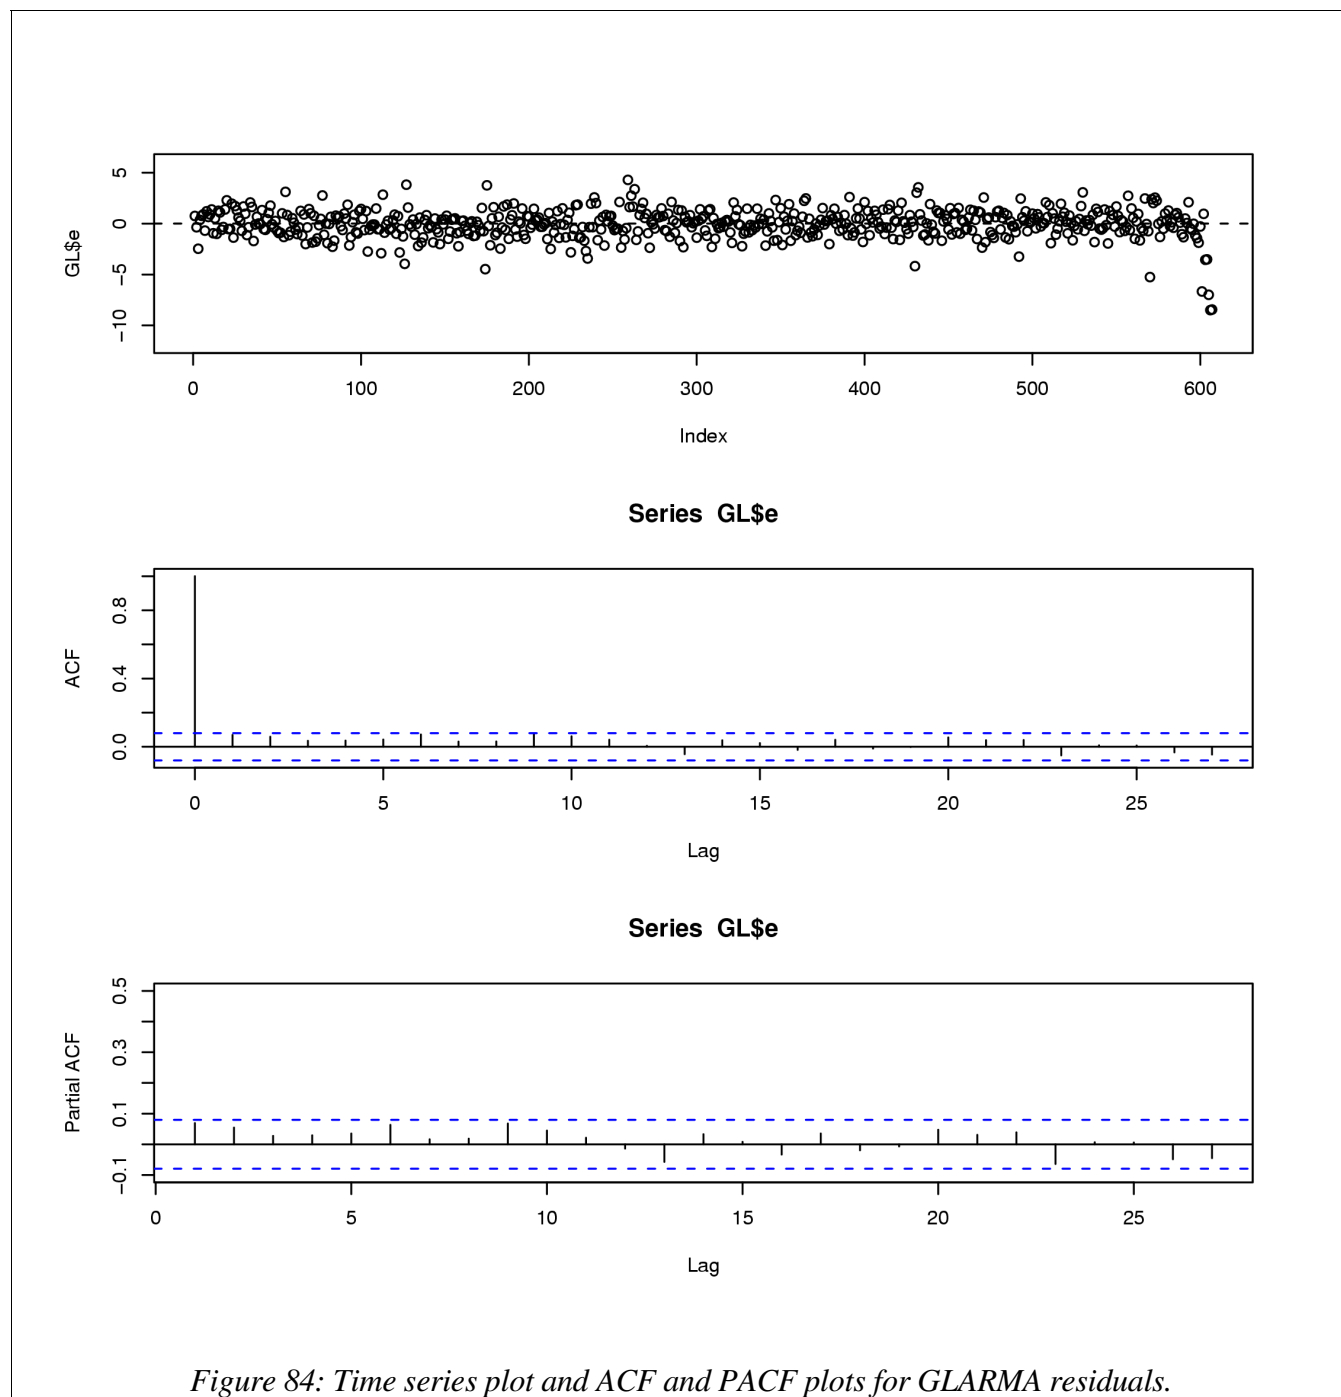 5
0
−5
−10
GL$e
0 100 200 300 400 500 600
Index
Series GL$e
0.8
0.4
0.0
ACF
0 5 10 15 20 25
Lag
Series GL$e
0.5
0.3
0.1
−0.1
Partial ACF
0 5 10 15 20 25
Lag
Figure 84: Time series plot and ACF and PACF plots for GLARMA residuals.